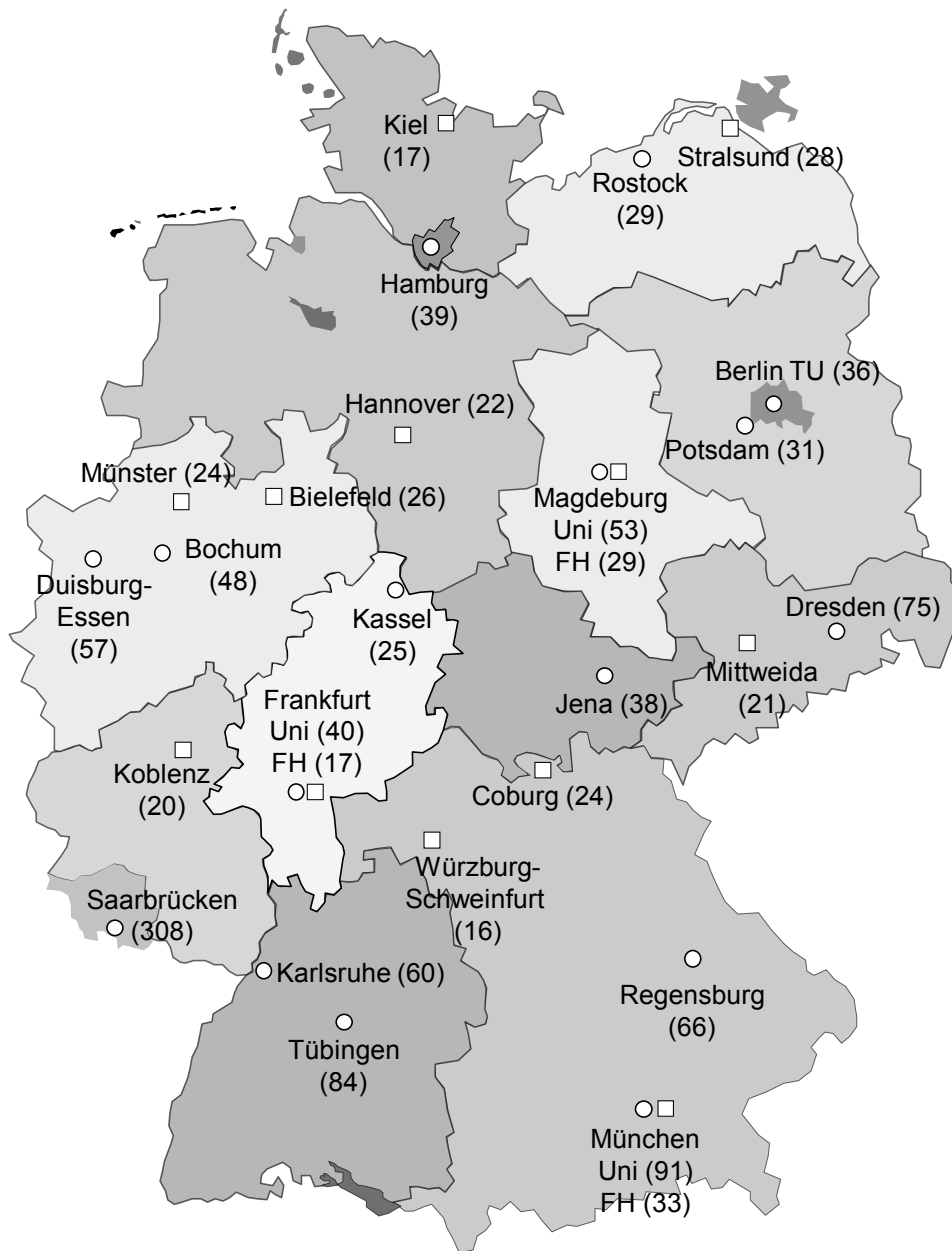 Kiel
(17)
Stralsund (28)
Rostock
(29)
Hamburg
(39)
Berlin TU (36)
Potsdam (31)
Hannover (22)
Münster (24)
Bielefeld (26)
Magdeburg
Uni (53)
FH (29)
Bochum
(48)
Duisburg-
Essen
(57)
Kassel
(25)
Dresden (75)
Mittweida
(21)
Jena (38)
Frankfurt
Uni (40)
FH (17)
Koblenz
(20)
Coburg (24)
Würzburg-
Schweinfurt
(16)
Saarbrücken
(308)
Karlsruhe (60)
Regensburg
(66)
Tübingen
(84)
München
Uni (91)
FH (33)